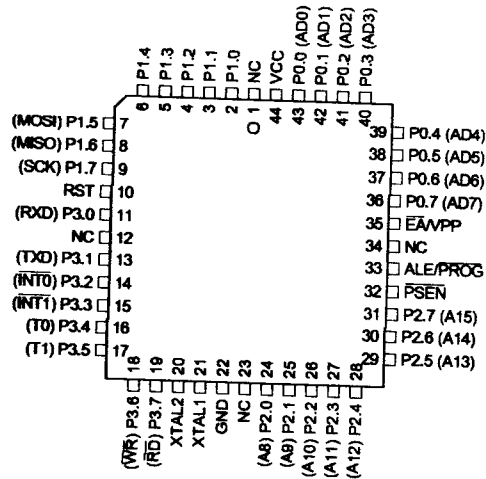 P1.4
P1.3
P1.2
P1.1
P1.0
NC
VCC
P0.0 (AD0)
P0.1 (AD1)
P0.2 (AD2)
P0.3 (AD3)
6
5
4
3
2
1
44
43
42
41
40
(MOSI) P1.5 7
(MISO) P1.6 8
(SCK) P1.7 9
RST 10
(RXD) P3.0 11
NC 12
(TXD) P3.1 13
(INT0) P3.2 14
(INT1) P3.3 15
(T0) P3.4 16
(T1) P3.5 17
39 P0.4 (AD4)
38 P0.5 (AD5)
37 P0.6 (AD6)
36 P0.7 (AD7)
35 EA/VPP
34 NC
33 ALE/PROG
32 PSEN
31 P2.7 (A15)
30 P2.6 (A14)
29 P2.5 (A13)
18
19
20
21
22
23
24
25
26
27
28
(WR) P3.6
(RD) P3.7
XTAL2
XTAL1
GND
NC
(A8) P2.0
(A9) P2.1
(A10) P2.2
(A11) P2.3
(A12) P2.4